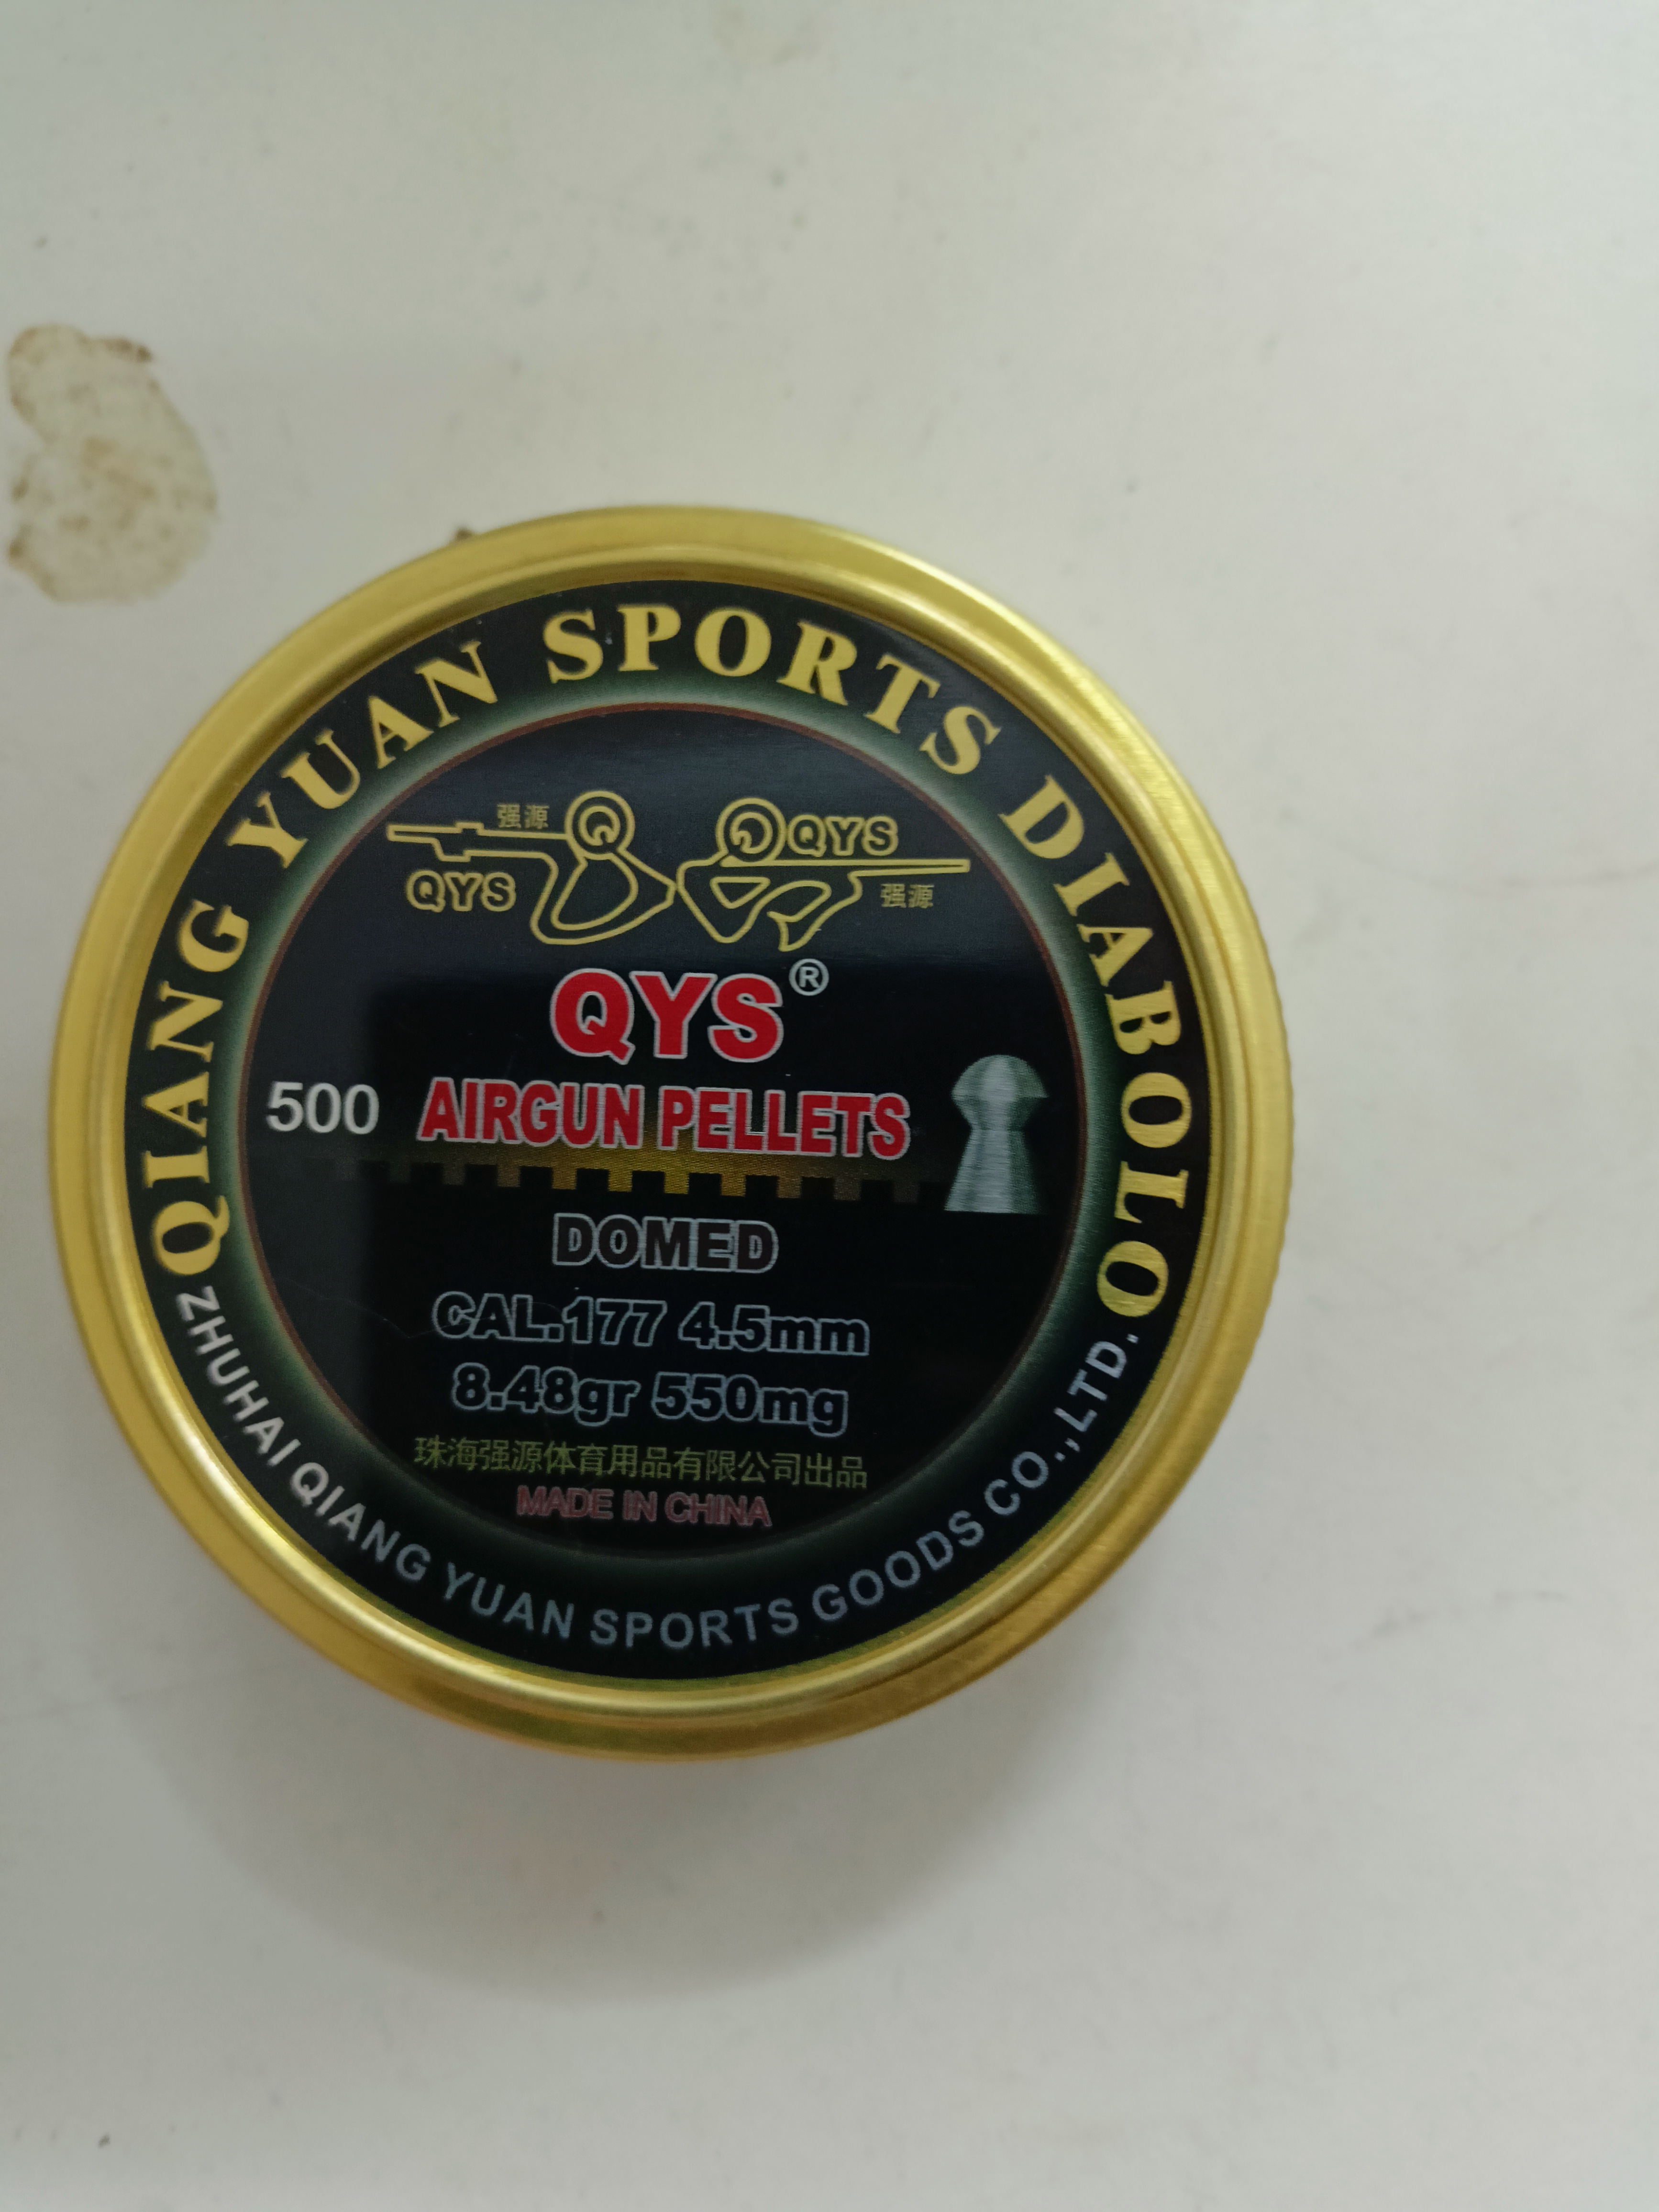 QIANG YUAN SPORTS DIABOLO
强源
QYS
QYS
强源
QYS®
500
AIRGUN PELLETS
DOMED
CAL.177 4.5mm
8.48gr 550mg
珠海强源体育用品有限公司出品
MADE IN CHINA
ZHUHAI QIANG YUAN SPORTS GOODS CO.,LTD.